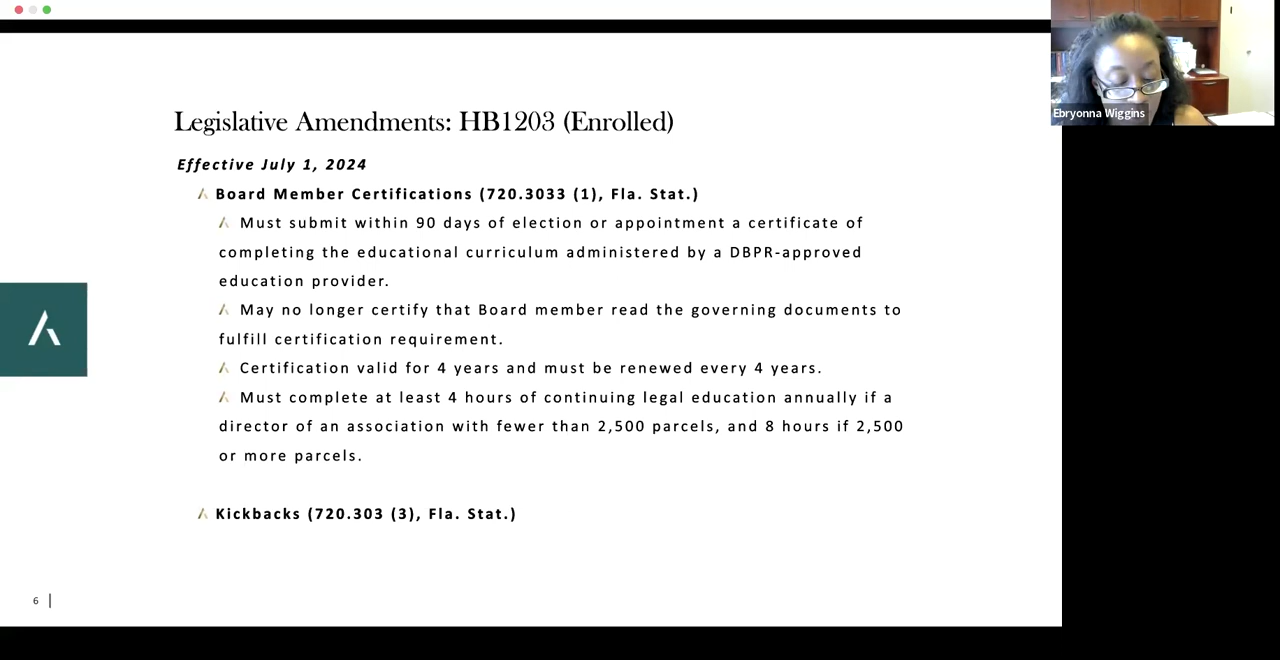 Legislative Amendments: HB1203 (Enrolled)
Effective July 1, 2024
Board Member Certifications (720.3033 (1), Fla. Stat.)
Must submit within 90 days of election or appointment a certificate of
completing the educational curriculum administered by a DBPR-approved
education provider.
May no longer certify that Board member read the governing documents to
fulfill certification requirement.
Certification valid for 4 years and must be renewed every 4 years.
Must complete at least 4 hours of continuing legal education annually if a
director of an association with fewer than 2,500 parcels, and 8 hours if 2,500
or more parcels.
Kickbacks (720.303 (3), Fla. Stat.)
6
Ebryonna Wiggins